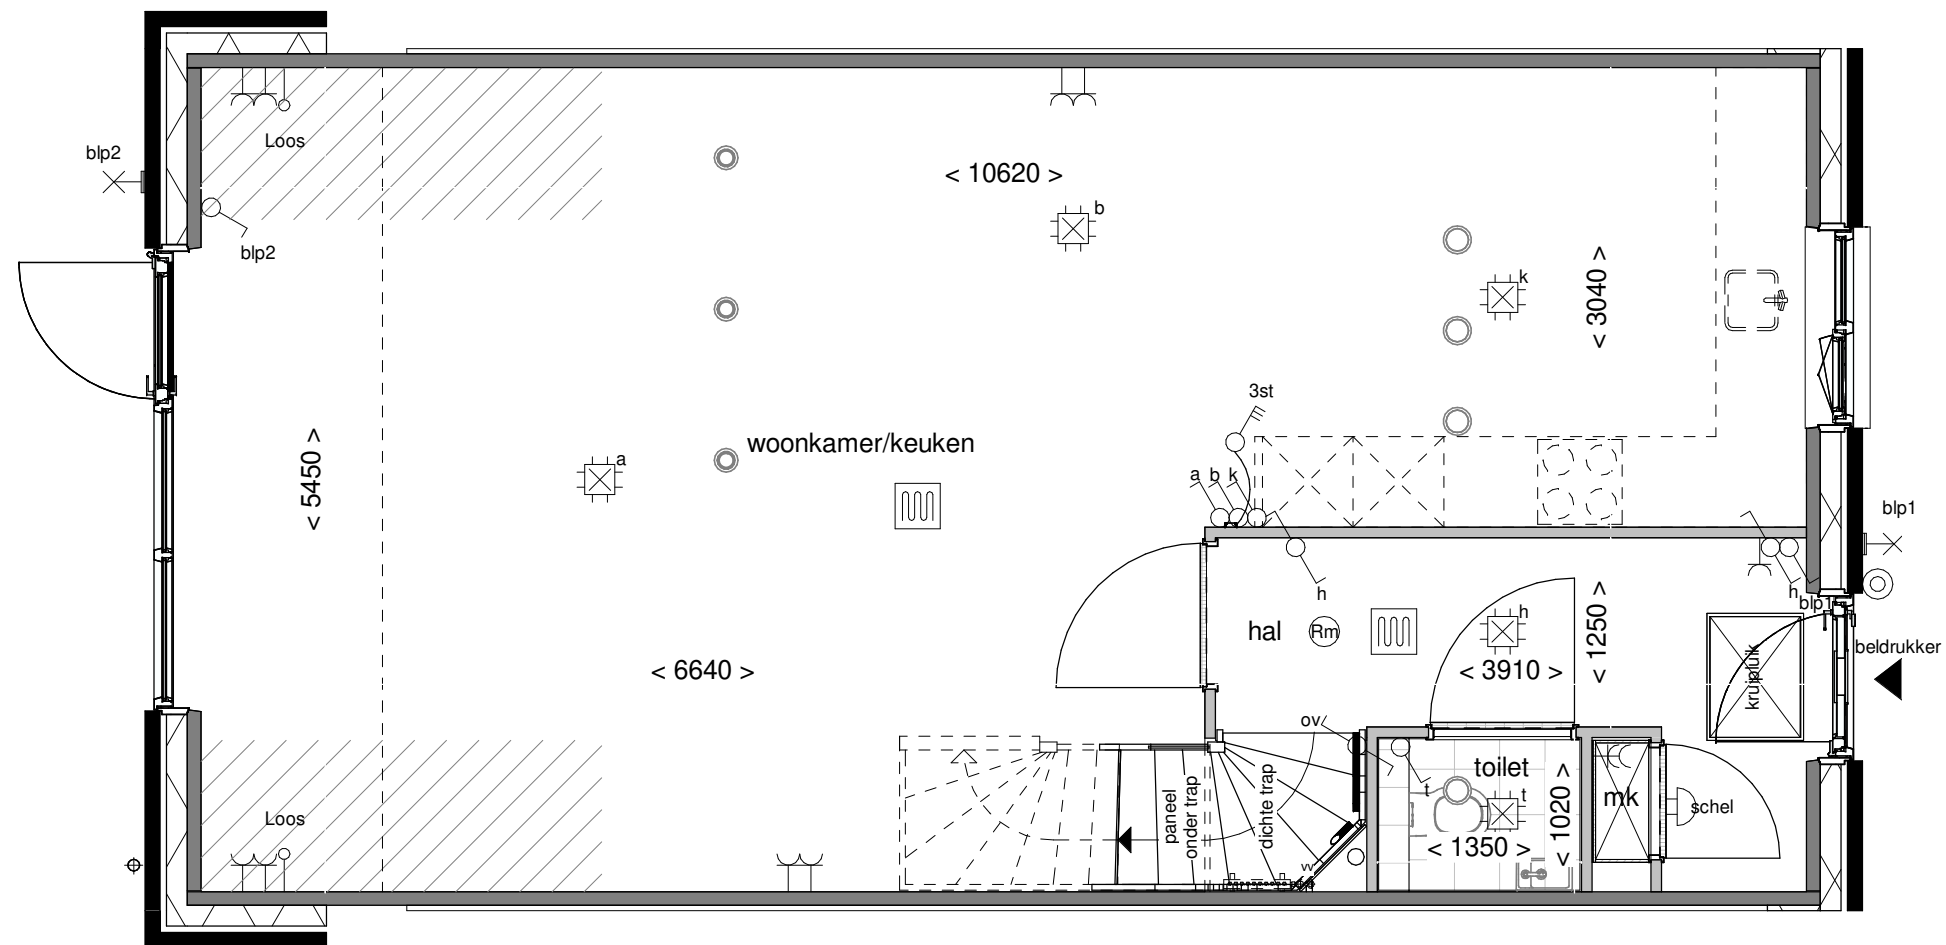 Loos
blp2
blp2
< 10620 >
b
k
< 3040 >
3st
woonkamer/keuken
a
< 5450 >
a b k
blp1
h
h
blp1
hal
Rm
h
< 1250 >
< 3910 >
< 6640 >
kruipluik
beldrukker
ov
toilet
t
t
< 1020 >
< 1350 >
mk
schel
paneel
onder trap
dichte trap
vv
Loos